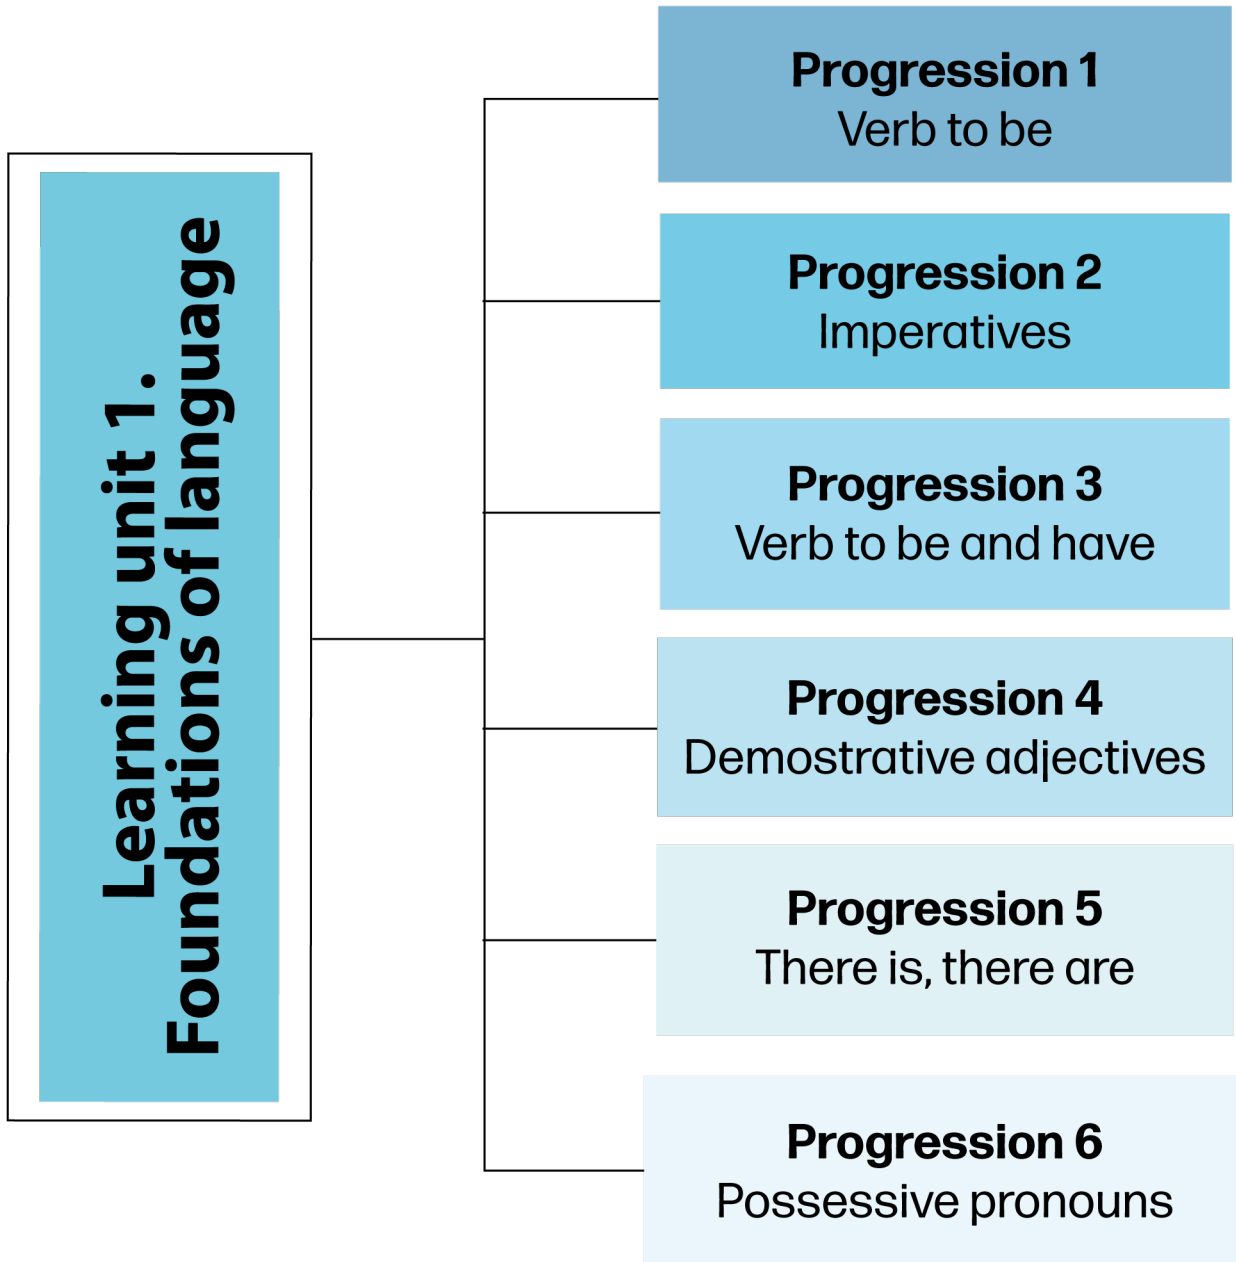 Learning unit 1.
Foundations of language
Progression 1
Verb to be
Progression 2
Imperatives
Progression 3
Verb to be and have
Progression 4
Demostrative adjectives
Progression 5
There is, there are
Progression 6
Possessive pronouns